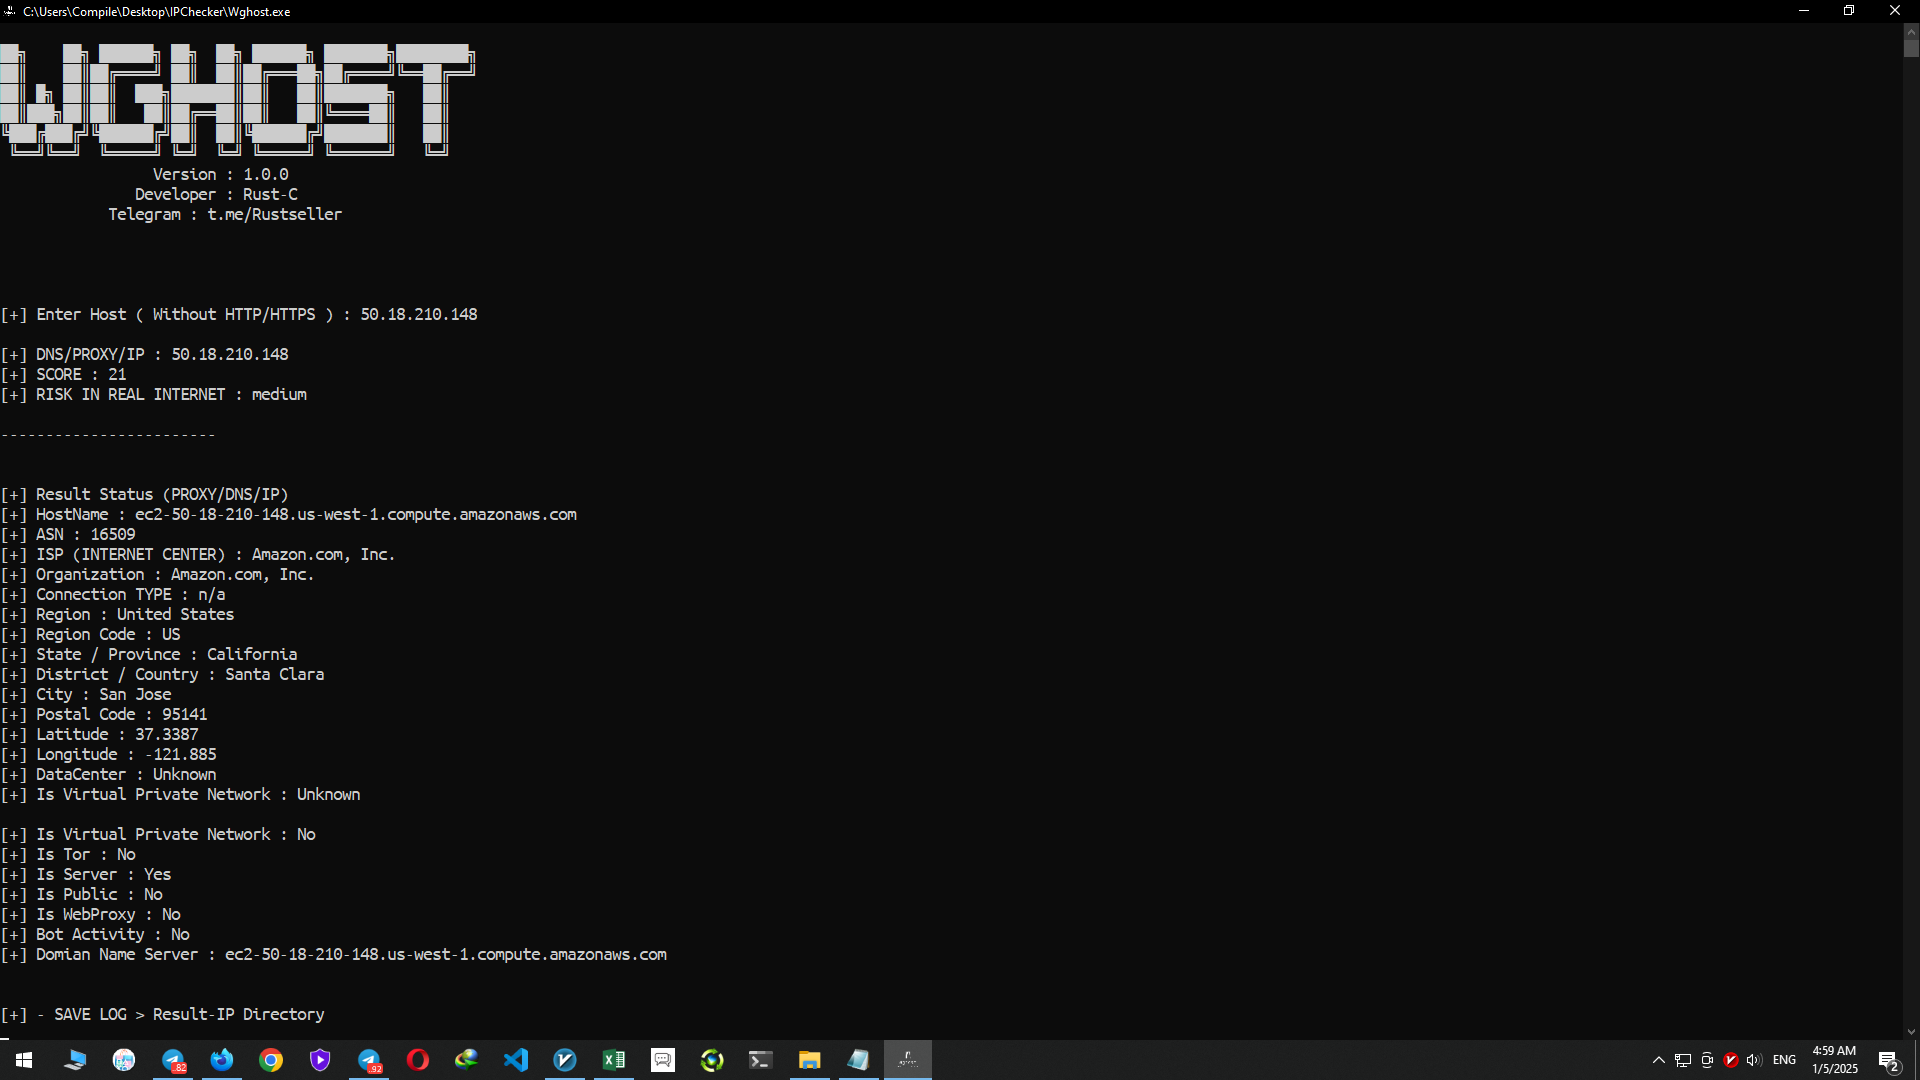 C:\Users\Compile\Desktop\IPChecker\Wghost.exe
WGHOST
Version : 1.0.0
Developer : Rust-C
Telegram : t.me/Rustseller
[+] Enter Host ( Without HTTP/HTTPS ) : 50.18.210.148
[+] DNS/PROXY/IP : 50.18.210.148
[+] SCORE : 21
[+] RISK IN REAL INTERNET : medium
------------------------
[+] Result Status (PROXY/DNS/IP)
[+] HostName : ec2-50-18-210-148.us-west-1.compute.amazonaws.com
[+] ASN : 16509
[+] ISP (INTERNET CENTER) : Amazon.com, Inc.
[+] Organization : Amazon.com, Inc.
[+] Connection TYPE : n/a
[+] Region : United States
[+] Region Code : US
[+] State / Province : California
[+] District / Country : Santa Clara
[+] City : San Jose
[+] Postal Code : 95141
[+] Latitude : 37.3387
[+] Longitude : -121.885
[+] DataCenter : Unknown
[+] Is Virtual Private Network : Unknown
[+] Is Virtual Private Network : No
[+] Is Tor : No
[+] Is Server : Yes
[+] Is Public : No
[+] Is WebProxy : No
[+] Bot Activity : No
[+] Domian Name Server : ec2-50-18-210-148.us-west-1.compute.amazonaws.com
[+] - SAVE LOG > Result-IP Directory
.82
.92
ENG
4:59 AM
1/5/2025
2